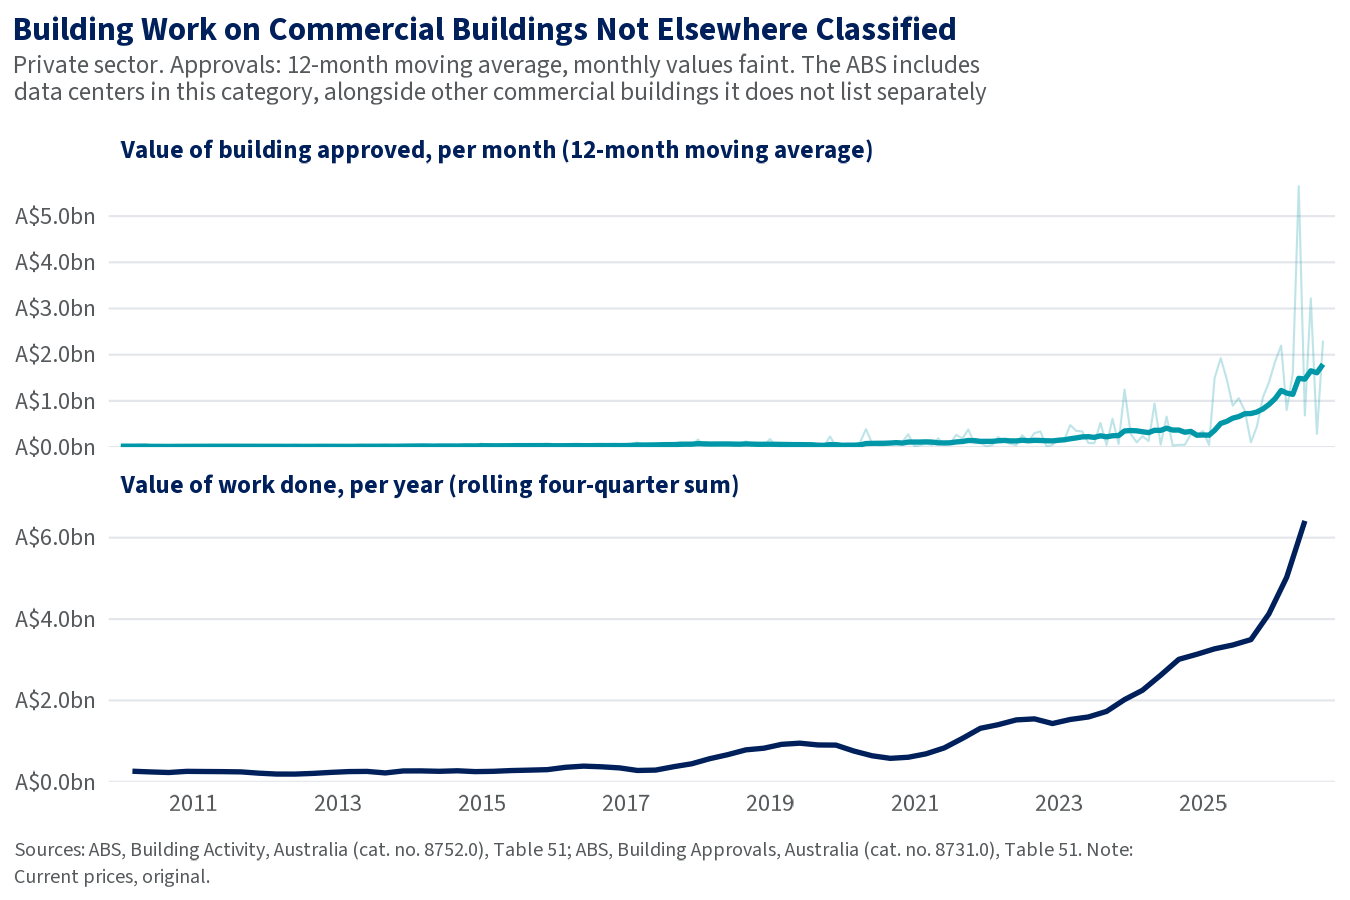 Building Work on Commercial Buildings Not Elsewhere Classified
Private sector. Approvals: 12-month moving average, monthly values faint. The ABS includes
data centers in this category, alongside other commercial buildings it does not list separately
Value of building approved, per month (12-month moving average)
A$5.0bn
A$4.0bn
A$3.0bn
A$2.0bn
A$1.0bn
A$0.0bn
Value of work done, per year (rolling four-quarter sum)
A$6.0bn
A$4.0bn
A$2.0bn
A$0.0bn
2011 2013 2015 2017 2019 2021 2023 2025
Sources: ABS, Building Activity, Australia (cat. no. 8752.0), Table 51; ABS, Building Approvals, Australia (cat. no. 8731.0), Table 51. Note:
Current prices, original.